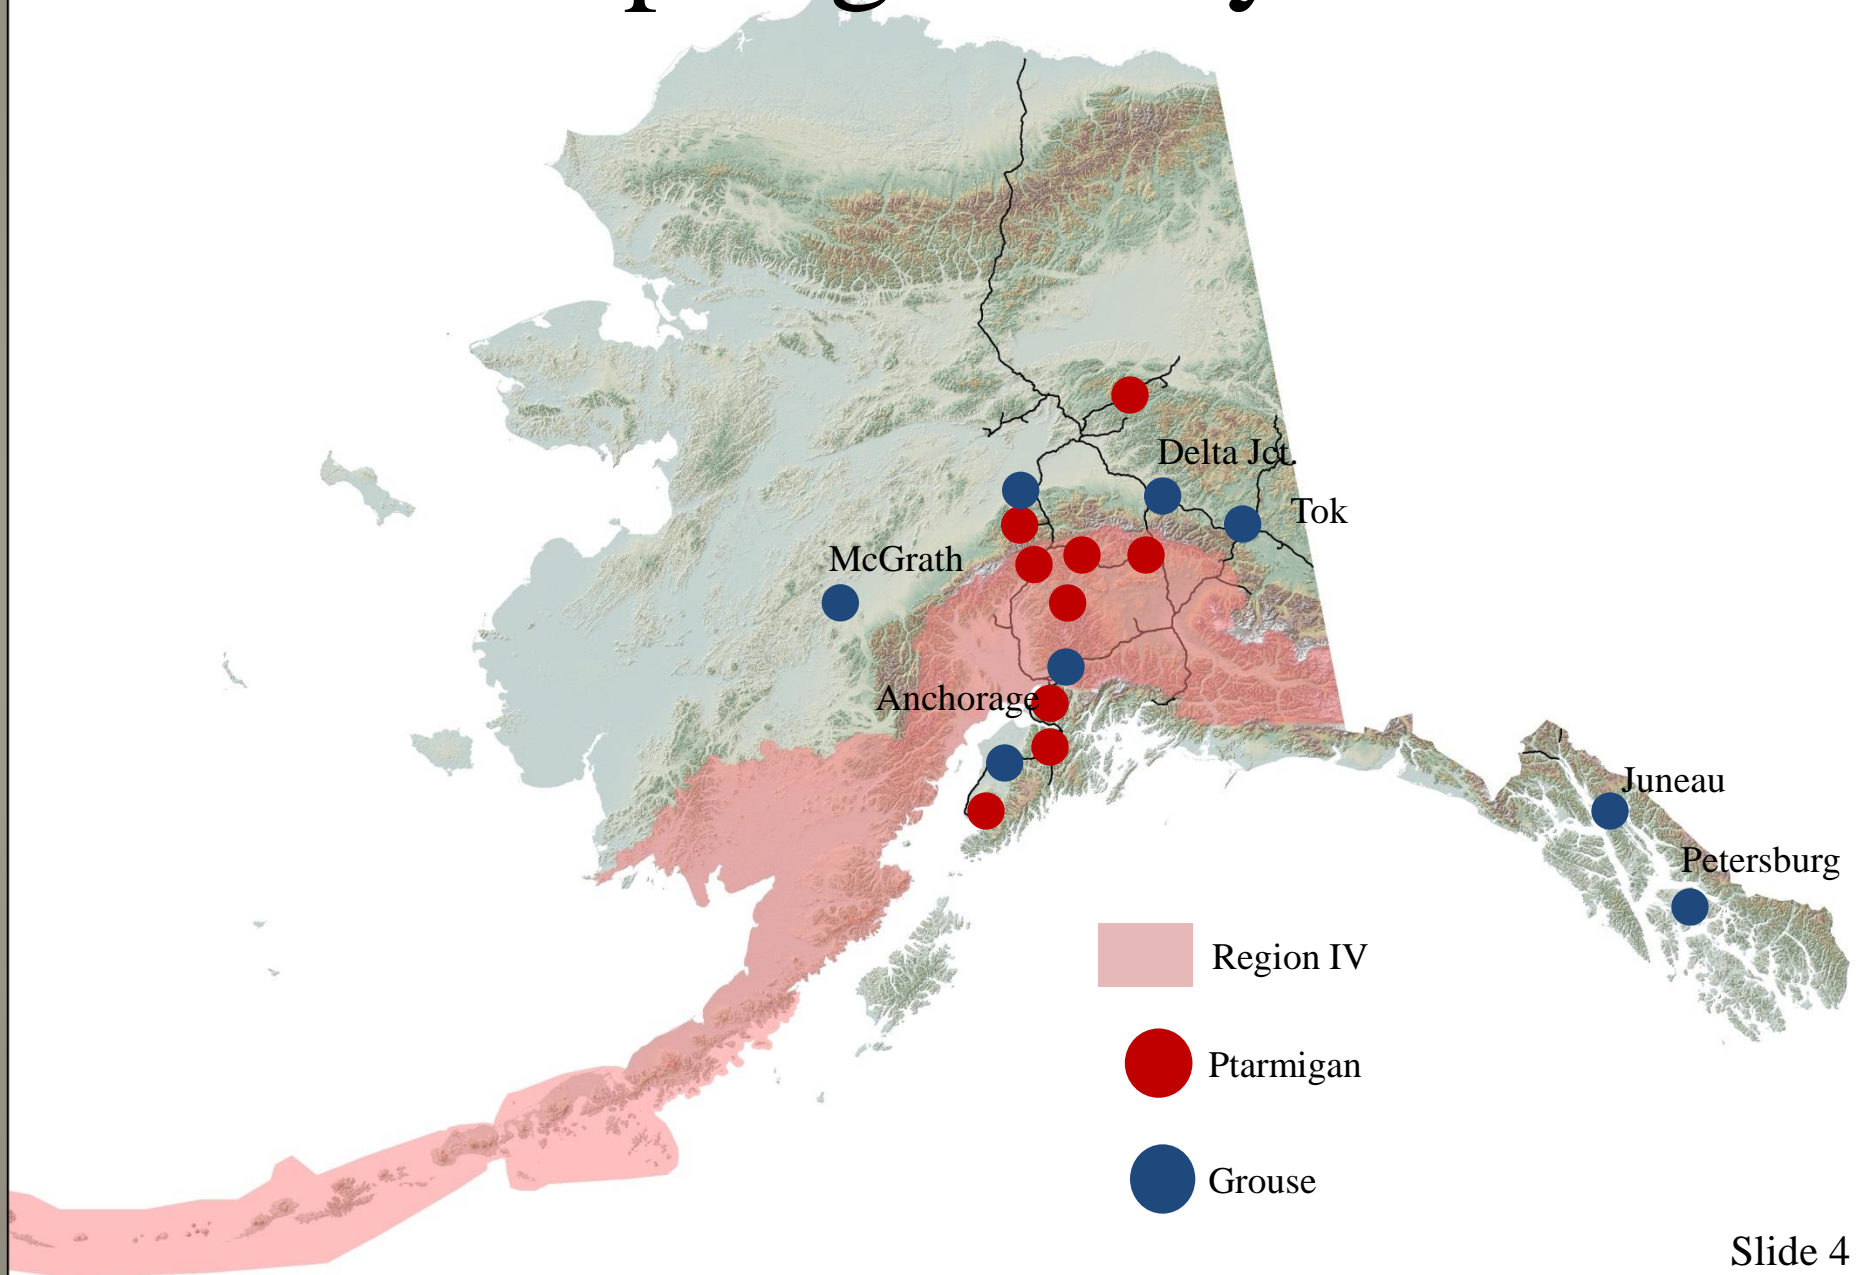 Delta Jct.
Tok
McGrath
Anchorage
Juneau
Petersburg
Region IV
Ptarmigan
Grouse
Slide 4